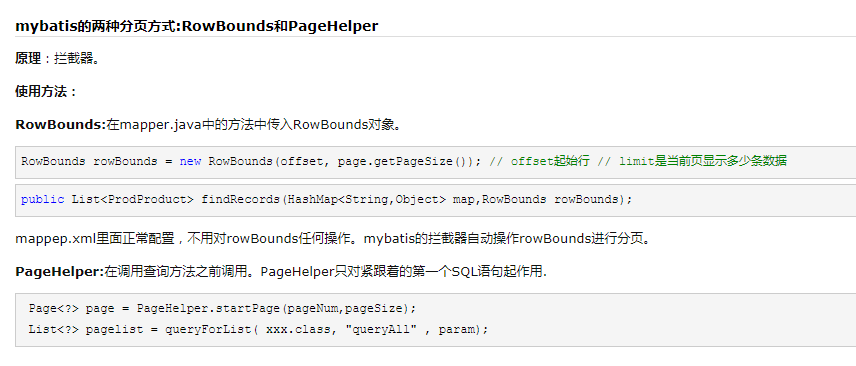 mybatis的两种分页方式:RowBounds和PageHelper
原理：拦截器。
使用方法：
RowBounds:在mapper.java中的方法中传入RowBounds对象。
RowBounds rowBounds = new RowBounds(offset, page.getPageSize()); // offset起始行 // limit是当前页显示多少条数据
public List<ProdProduct> findRecords(HashMap<String,Object> map,RowBounds rowBounds);
mappep.xml里面正常配置，不用对rowBounds任何操作。mybatis的拦截器自动操作rowBounds进行分页。
PageHelper:在调用查询方法之前调用。PageHelper只对紧跟着的第一个SQL语句起作用.
Page<?> page = PageHelper.startPage(pageNum,pageSize);
List<?> pagelist = queryForList( xxx.class, "queryAll" , param);